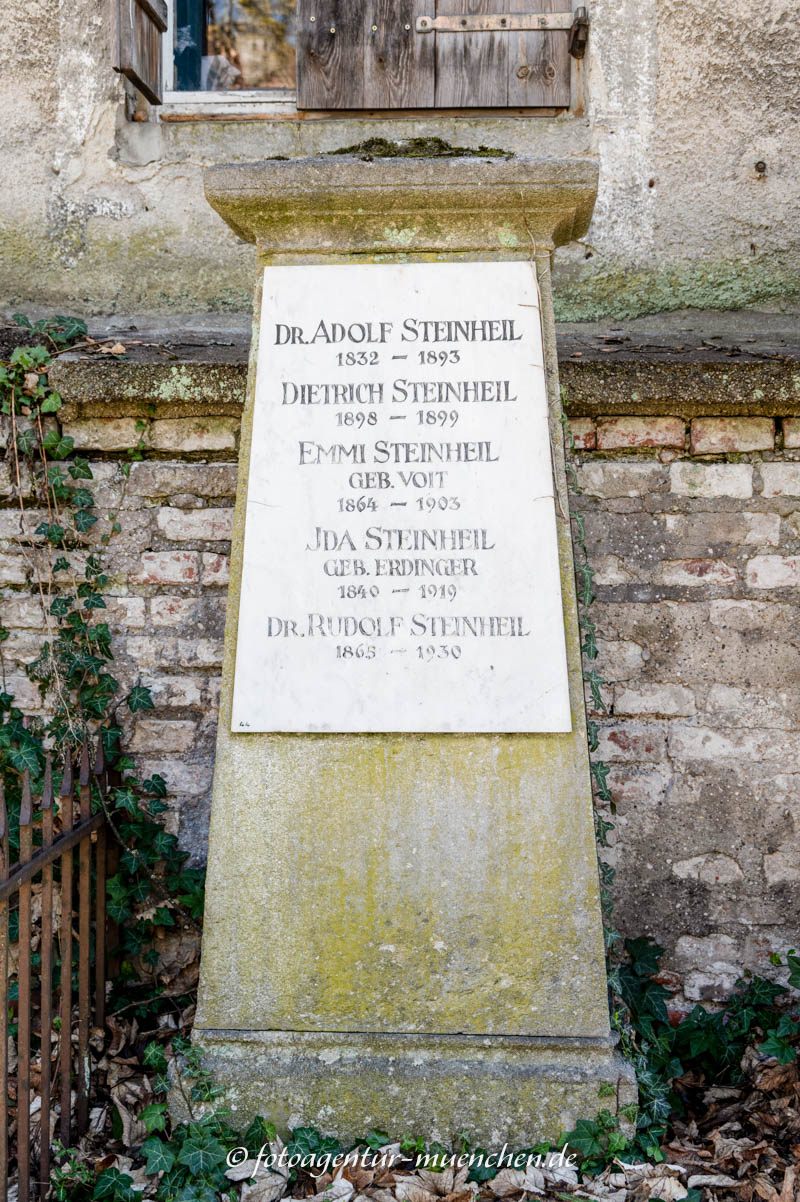 DR. ADOLF STEINHEIL
1832 – 1893
DIETRICH STEINHEIL
1898 – 1899
EMMI STEINHEIL
GEB. VOIT
1864 – 1903
JDA STEINHEIL
GEB. ERDINGER
1840 – 1919
DR. RUDOLF STEINHEIL
1865 – 1930
44
© fotoagentur-muenchen.de